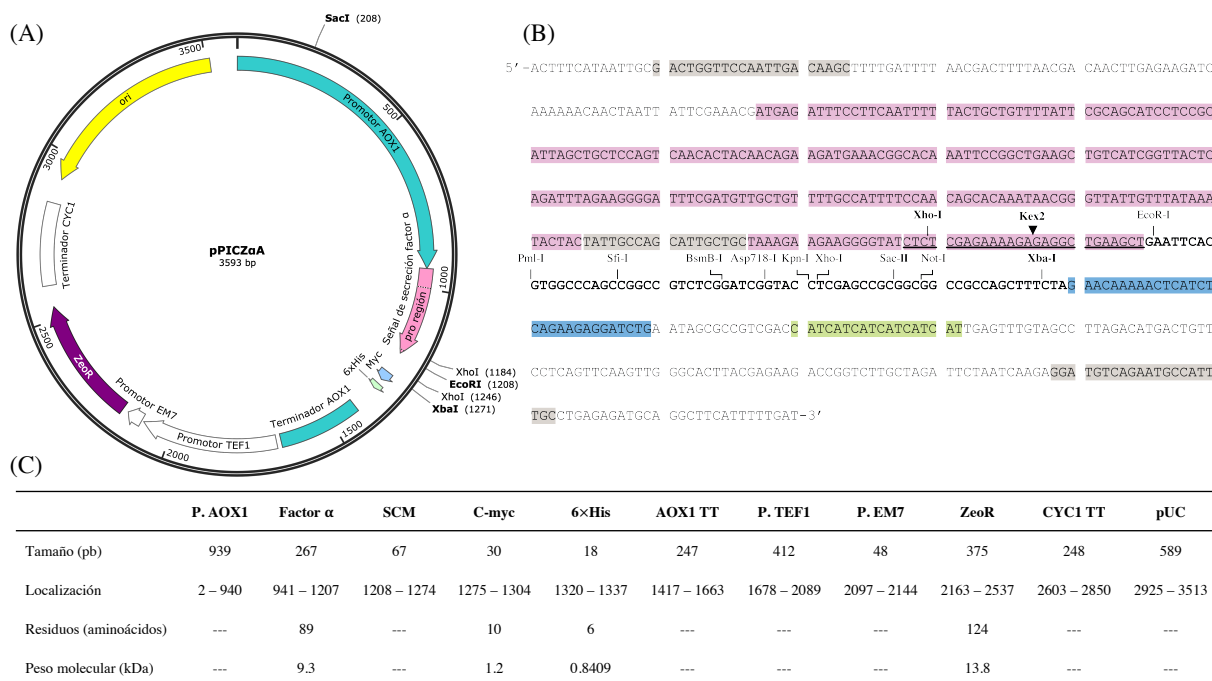 (A)
SacI (208)
3500
500
Promotor AOX1
ori
3000
Terminador CYC1
pPICZαA
3593 bp
1000
Señal de secreción factor α
pro región
XhoI (1184)
EcoRI (1208)
XhoI (1246)
XbaI (1271)
6xHis
Myc
2500
ZeoR
Promotor EM7
Promotor TEF1
Terminador AOX1
1500
2000
(B)
5'-ACTTTCATAATTGCG ACTGGTTCCAATTGA CAAGCTTTTGATTTT AACGACTTTTAACGA CAACTTGAGAAGATC
AAAAAACAACTAATT ATTCGAAACGATGAG ATTTCCTTCAATTTT TACTGCTGTTTTATT CGCAGCATCCTCCGC
ATTAGCTGCTCCAGT CAACACTACAACAGA AGATGAAACGGCACA AATTCCGGCTGAAGC TGTCATCGGTTACTC
AGATTTAGAAGGGGA TTTCGATGTTGCTGT TTTGCCATTTTCCAA CAGCACAAATAACGG GTTATTGTTTATAAA
Xho-I Kex2 EcoR-I
TACTACTATTGCCAG CATTGCTGCTAAAGA AGAAGGGGTATCTCT CGAGAAAAGAGAGGC TGAAGCTGAATTCAC
Pml-I Sfi-I BsmB-I Asp718-I Kpn-I Xho-I Sac-II Not-I Xba-I
GTGGCCCAGCCGGCC GTCTCGGATCGGTAC CTCGAGCCGCGGCGG CCGCCAGCTTTCTAG AACAAAAACTCATCT
CAGAAGAGGATCTGA ATAGCGCCGTCGACC ATCATCATCATCATC ATTGAGTTTGTAGCC TTAGACATGACTGTT
CCTCAGTTCAAGTTG GGCACTTACGAGAAG ACCGGTCTTGCTAGA TTCTAATCAAGAGGA TGTCAGAATGCCATT
TGCCTGAGAGATGCA GGCTTCATTTTTGAT-3'
(C)
P. AOX1 Factor α SCM C-myc 6×His AOX1 TT P. TEF1 P. EM7 ZeoR CYC1 TT pUC
Tamaño (pb) 939 267 67 30 18 247 412 48 375 248 589
Localización 2 – 940 941 – 1207 1208 – 1274 1275 – 1304 1320 – 1337 1417 – 1663 1678 – 2089 2097 – 2144 2163 – 2537 2603 – 2850 2925 – 3513
Residuos (aminoácidos) --- 89 --- 10 6 --- --- --- 124 --- ---
Peso molecular (kDa) --- 9.3 --- 1.2 0.8409 --- --- --- 13.8 --- ---